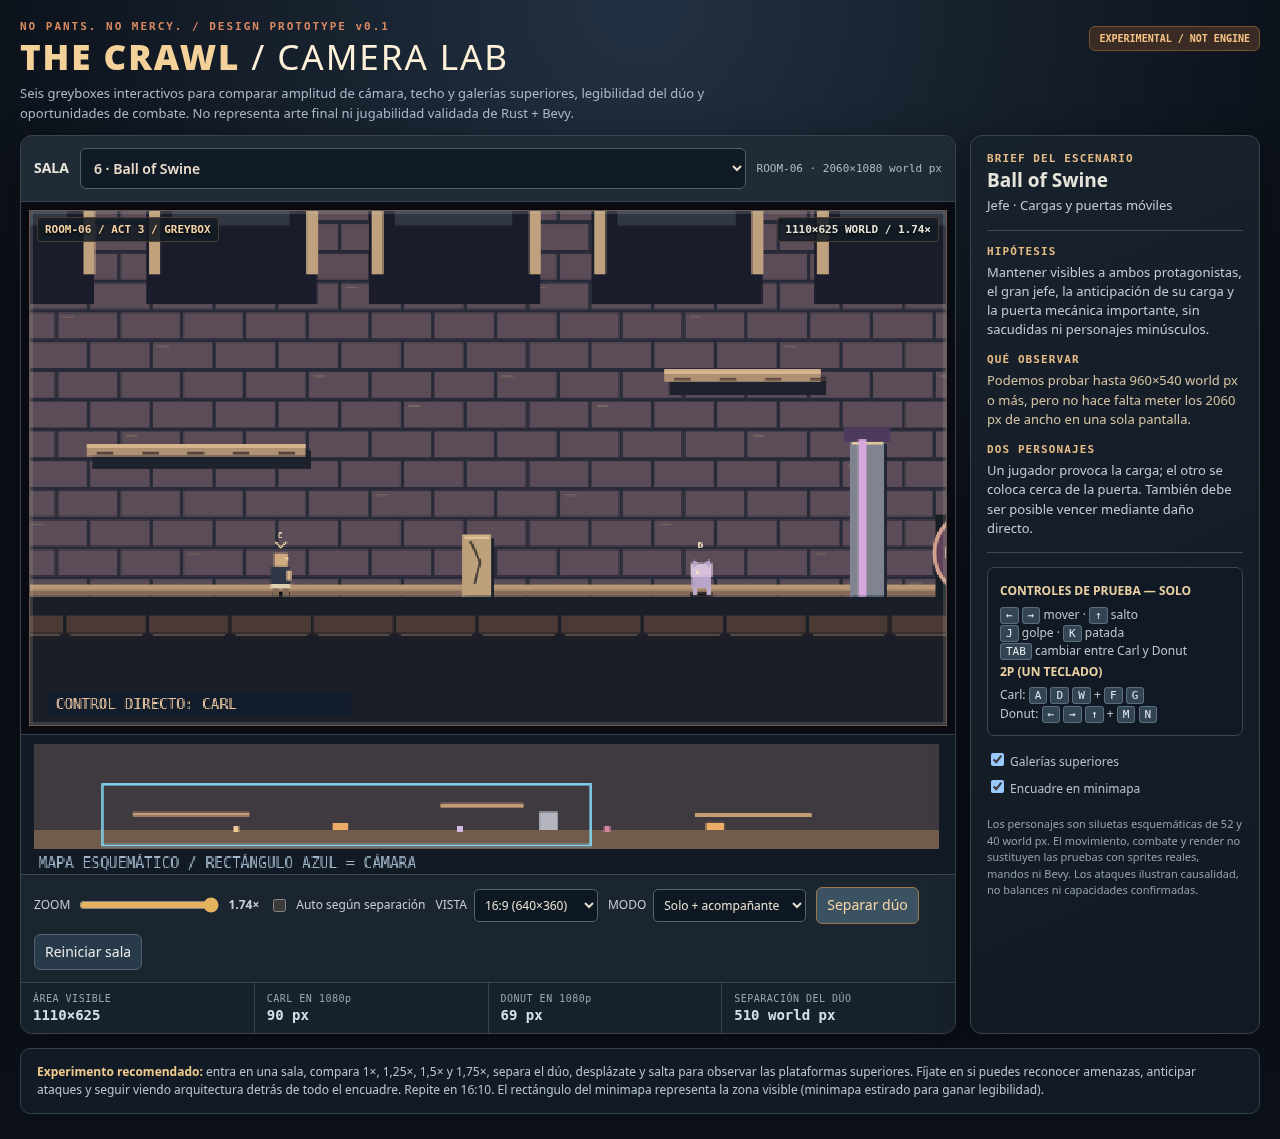 NO PANTS. NO MERCY. / DESIGN PROTOTYPE v0.1
THE CRAWL / CAMERA LAB
EXPERIMENTAL / NOT ENGINE
Seis greyboxes interactivos para comparar amplitud de cámara, techo y galerías superiores, legibilidad del dúo y
oportunidades de combate. No representa arte final ni jugabilidad validada de Rust + Bevy.
SALA
6 · Ball of Swine
ROOM-06 · 2060×1080 world px
ROOM-06 / ACT 3 / GREYBOX
1110×625 WORLD / 1.74×
C
D
CONTROL DIRECTO: CARL
MAPA ESQUEMÁTICO / RECTÁNGULO AZUL = CÁMARA
ZOOM
1.74×
Auto según separación
VISTA
16:9 (640×360)
MODO
Solo + acompañante
Separar dúo
Reiniciar sala
ÁREA VISIBLE
1110×625
CARL EN 1080p
90 px
DONUT EN 1080p
69 px
SEPARACIÓN DEL DÚO
510 world px
BRIEF DEL ESCENARIO
Ball of Swine
Jefe · Cargas y puertas móviles
HIPÓTESIS
Mantener visibles a ambos protagonistas,
el gran jefe, la anticipación de su carga y
la puerta mecánica importante, sin
sacudidas ni personajes minúsculos.
QUÉ OBSERVAR
Podemos probar hasta 960×540 world px
o más, pero no hace falta meter los 2060
px de ancho en una sola pantalla.
DOS PERSONAJES
Un jugador provoca la carga; el otro se
coloca cerca de la puerta. También debe
ser posible vencer mediante daño
directo.
CONTROLES DE PRUEBA — SOLO
← → mover · ↑ salto
J golpe · K patada
TAB cambiar entre Carl y Donut
2P (UN TECLADO)
Carl: A D W + F G
Donut: ← → ↑ + M N
Galerías superiores
Encuadre en minimapa
Los personajes son siluetas esquemáticas de 52 y
40 world px. El movimiento, combate y render no
sustituyen las pruebas con sprites reales,
mandos ni Bevy. Los ataques ilustran causalidad,
no balances ni capacidades confirmadas.
Experimento recomendado: entra en una sala, compara 1×, 1,25×, 1,5× y 1,75×, separa el dúo, desplázate y salta para observar las plataformas superiores. Fíjate en si puedes reconocer amenazas, anticipar
ataques y seguir viendo arquitectura detrás de todo el encuadre. Repite en 16:10. El rectángulo del minimapa representa la zona visible (minimapa estirado para ganar legibilidad).